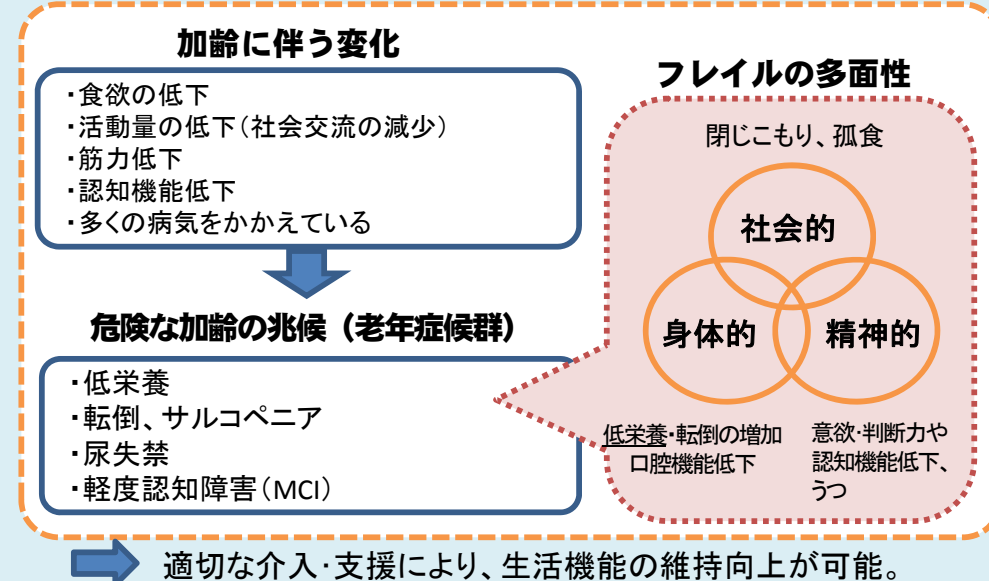 加齢に伴う変化
・食欲の低下
・活動量の低下(社会交流の減少)
・筋力低下
・認知機能低下
・多くの病気をかかえている
危険な加齢の兆候(老年症候群)
・低栄養
・転倒、サルコペニア
・尿失禁
・軽度認知障害(MCI)
フレイルの多面性
閉じこもり、孤食
社会的
身体的
精神的
低栄養・転倒の増加
口腔機能低下
意欲・判断力や
認知機能低下、
うつ
適切な介入・支援により、生活機能の維持向上が可能。